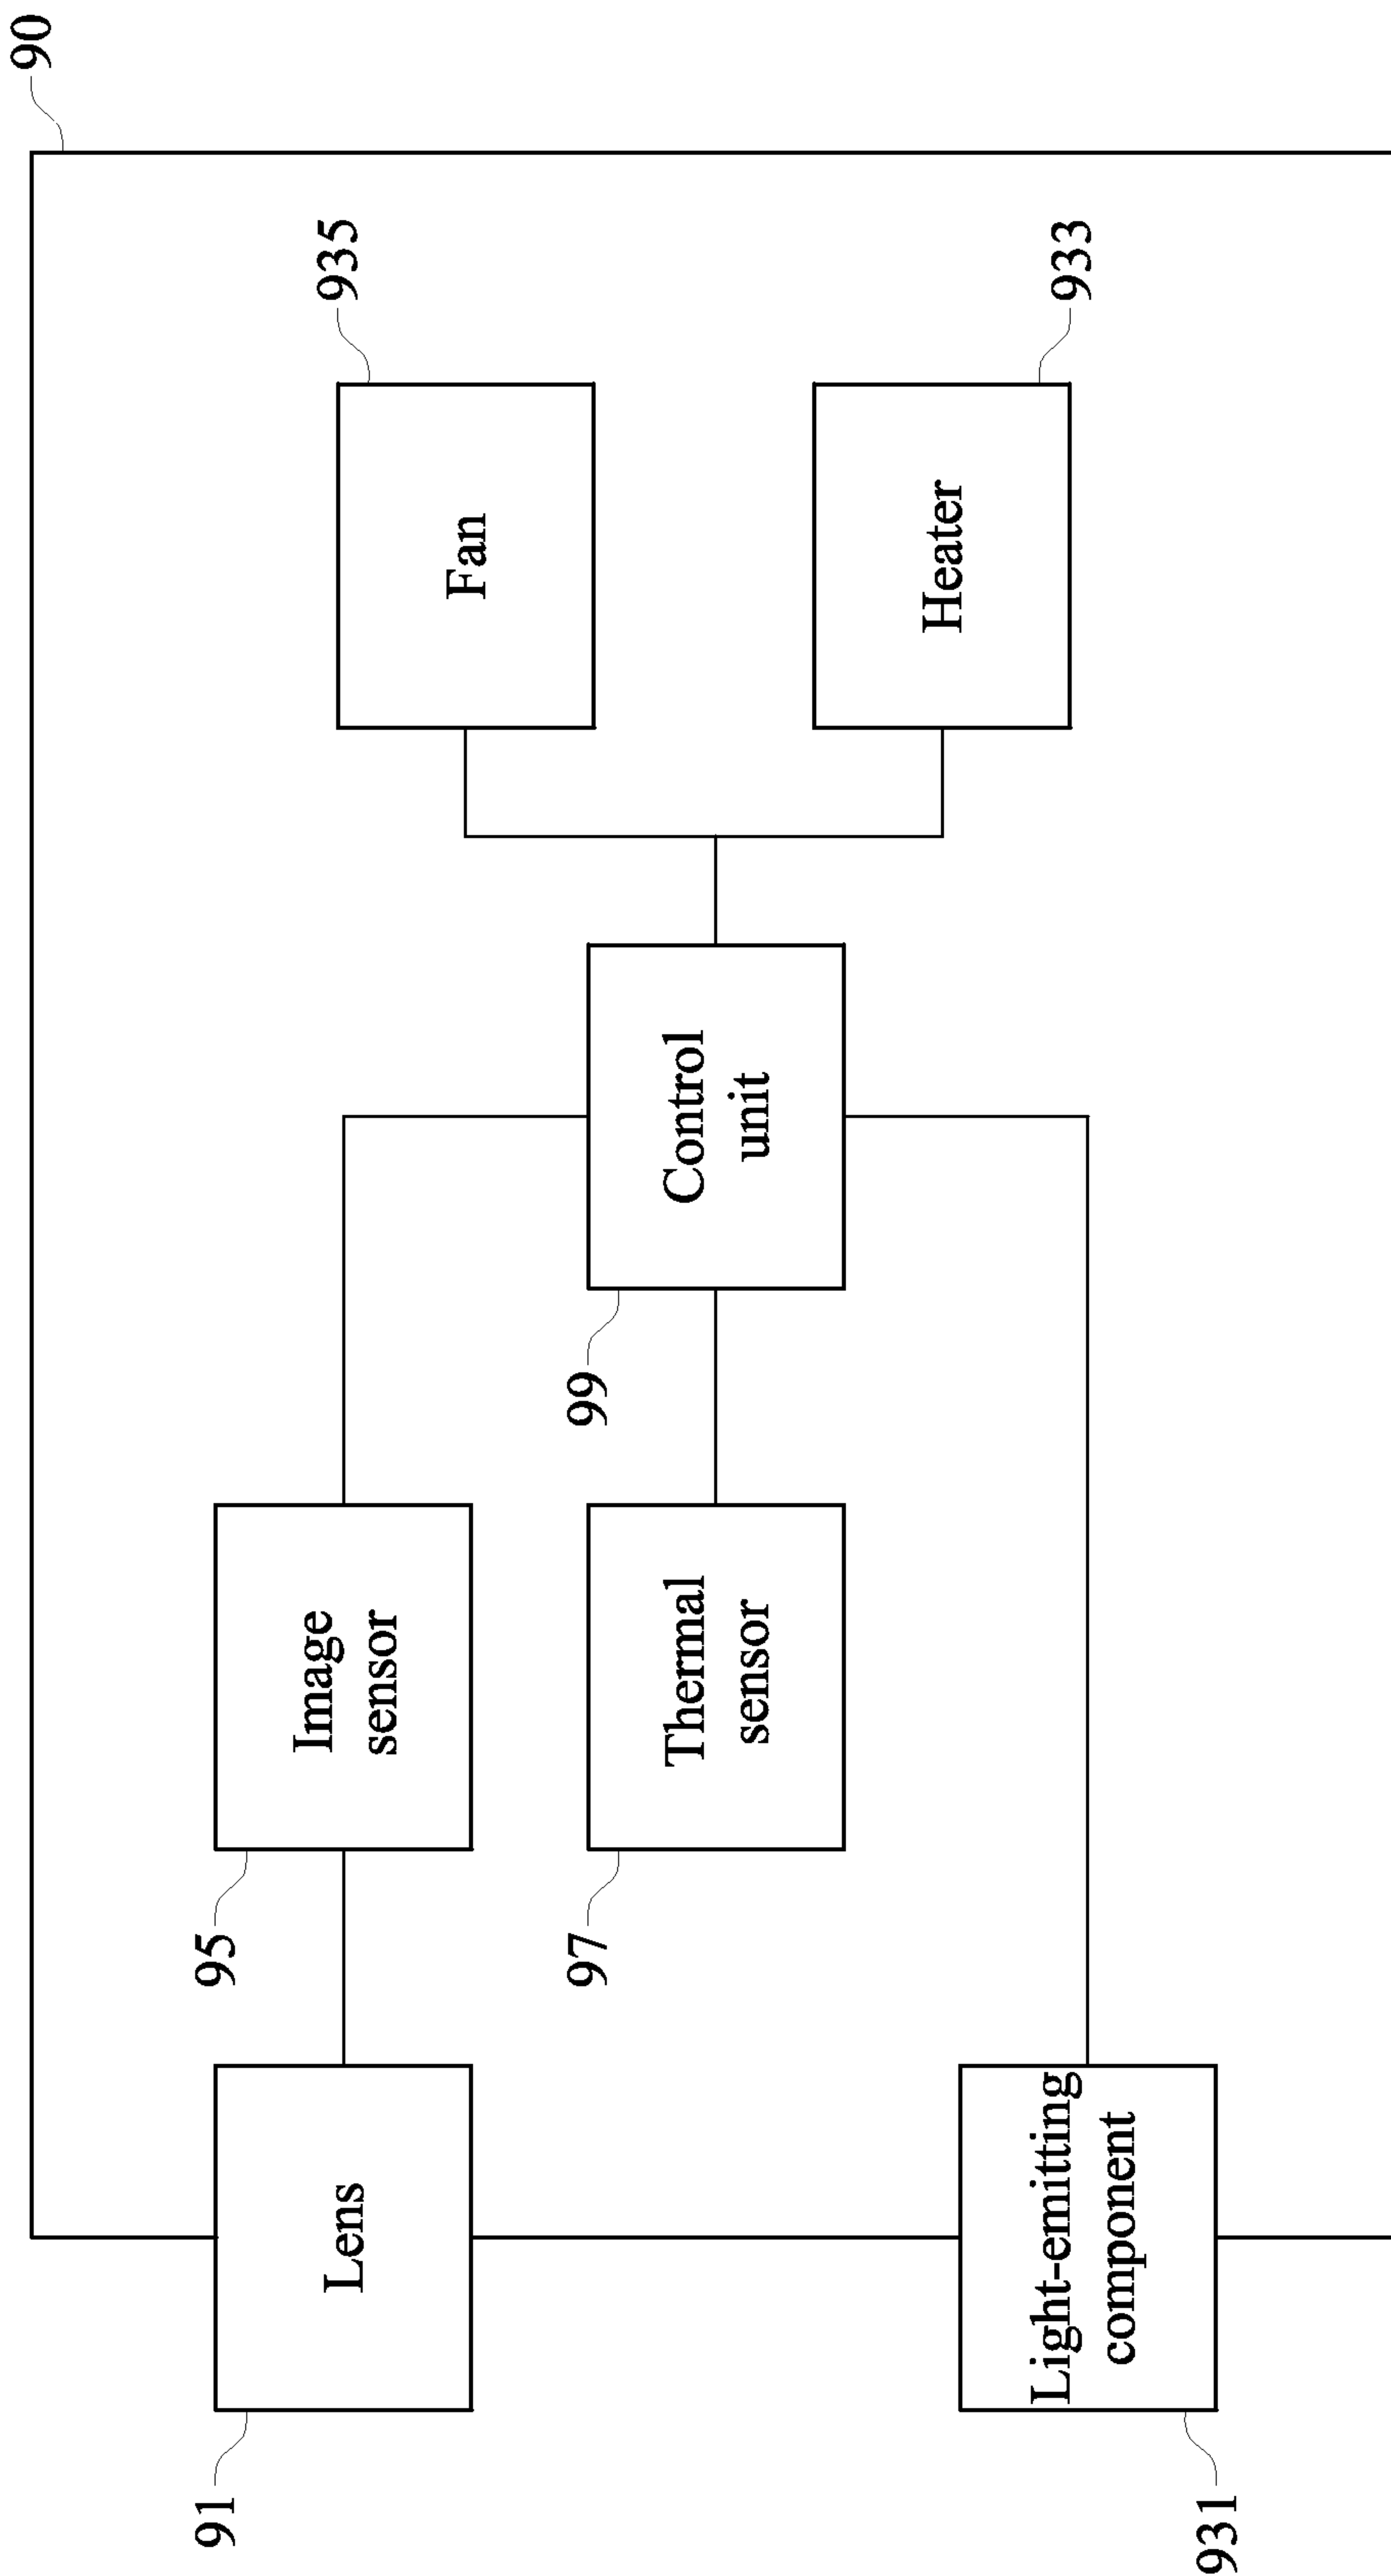 90
91
Lens
95
Image
sensor
935
Fan
97
Thermal
sensor
99
Control
unit
933
Heater
931
Light-emitting
component